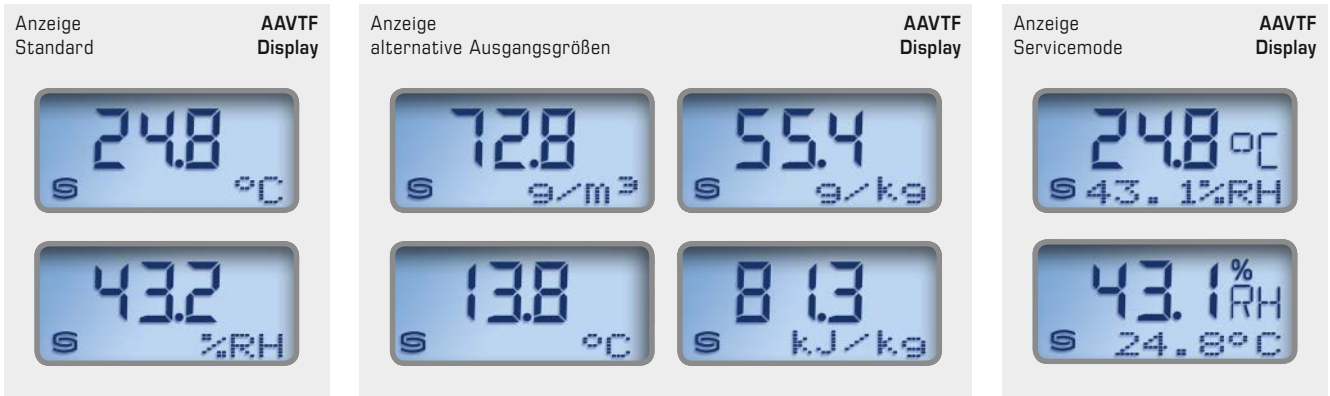 Anzeige AAVTF
Standard Display
24.8
°C
43.2
%RH
Anzeige AAVTF
alternative Ausgangsgrößen Display
72.8
g/m³
55.4
g/kg
13.8
°C
81.3
kJ/kg
Anzeige AAVTF
Servicemode Display
24.8 °C
43.1%RH
43.1 % RH
24.8°C